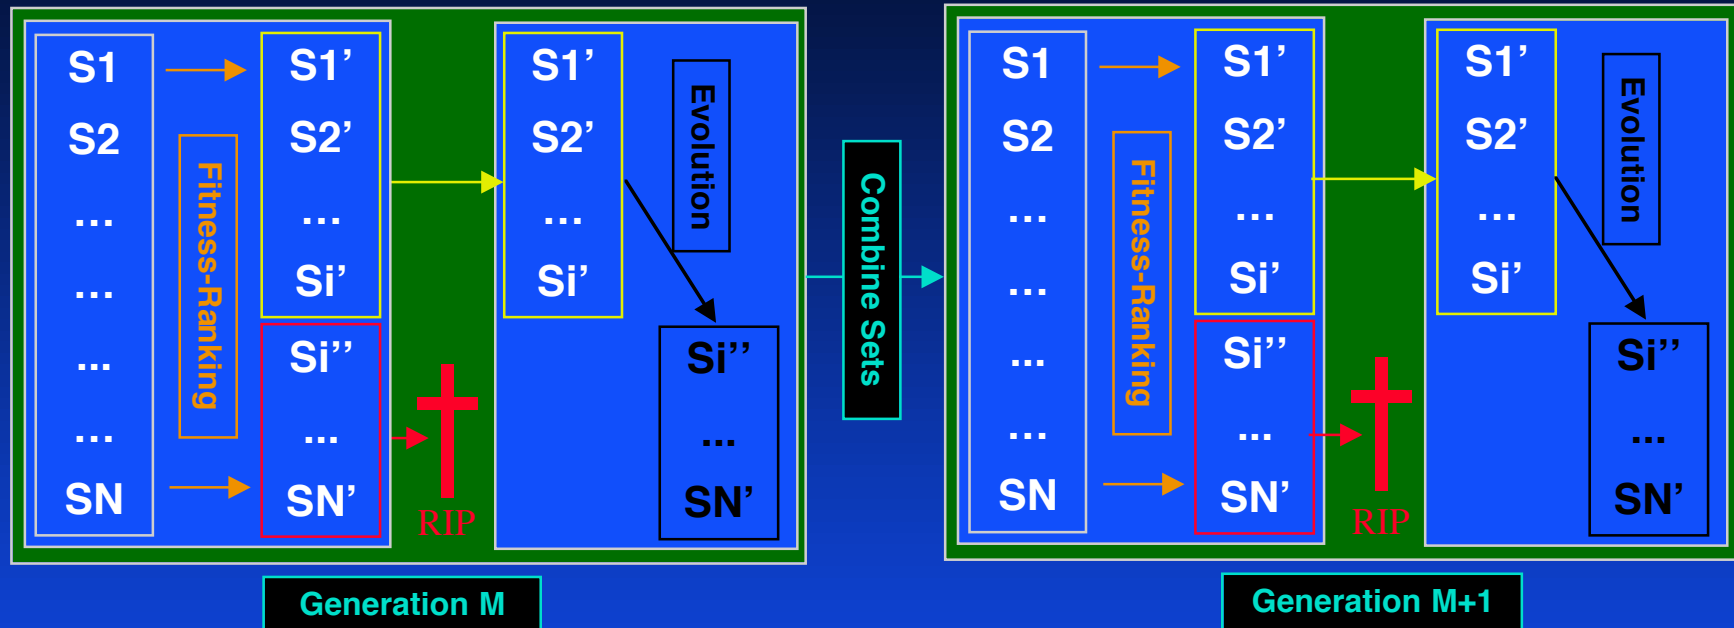 S1
S2
…
…
...
…
SN
Fitness-Ranking
S1’
S2’
…
Si’
Si’’
...
SN’
RIP
S1’
S2’
…
Si’
Evolution
Si’’
...
SN’
Generation M
Combine Sets
S1
S2
…
…
...
…
SN
Fitness-Ranking
S1’
S2’
…
Si’
Si’’
...
SN’
RIP
S1’
S2’
…
Si’
Evolution
Si’’
...
SN’
Generation M+1